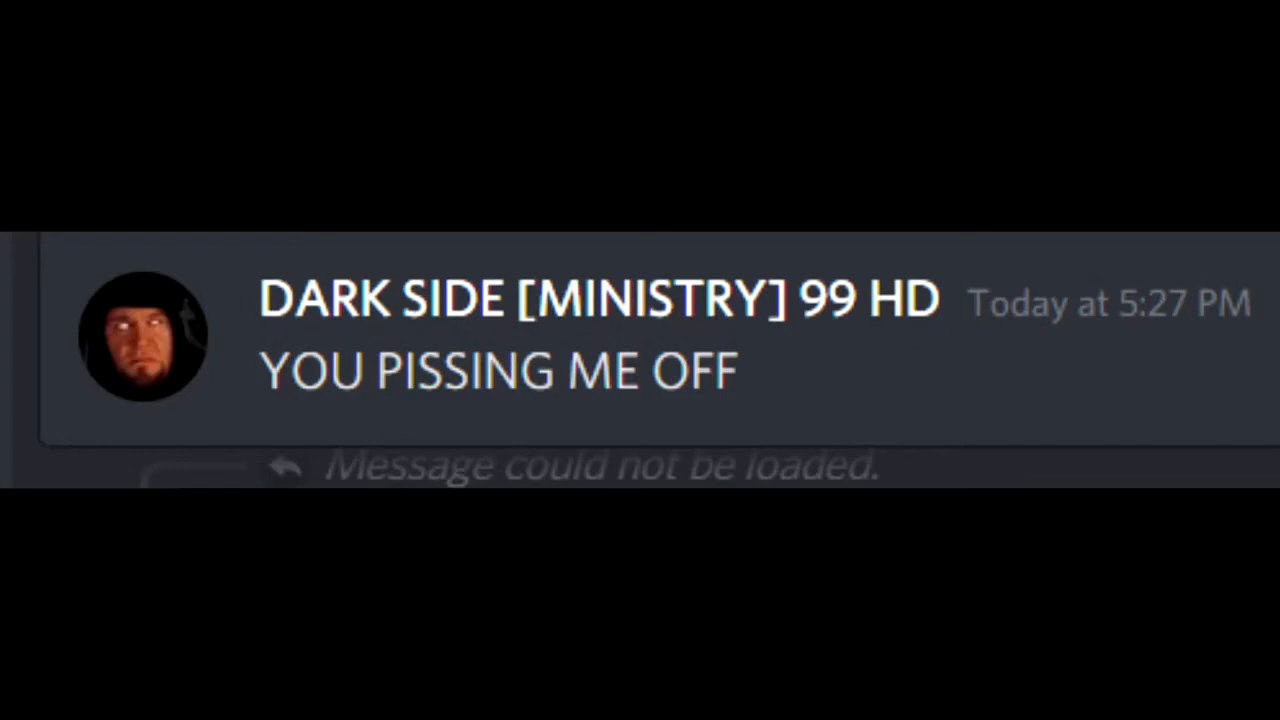 DARK SIDE [MINISTRY] 99 HD Today at 5:27 PM
YOU PISSING ME OFF
Message could not be loaded.